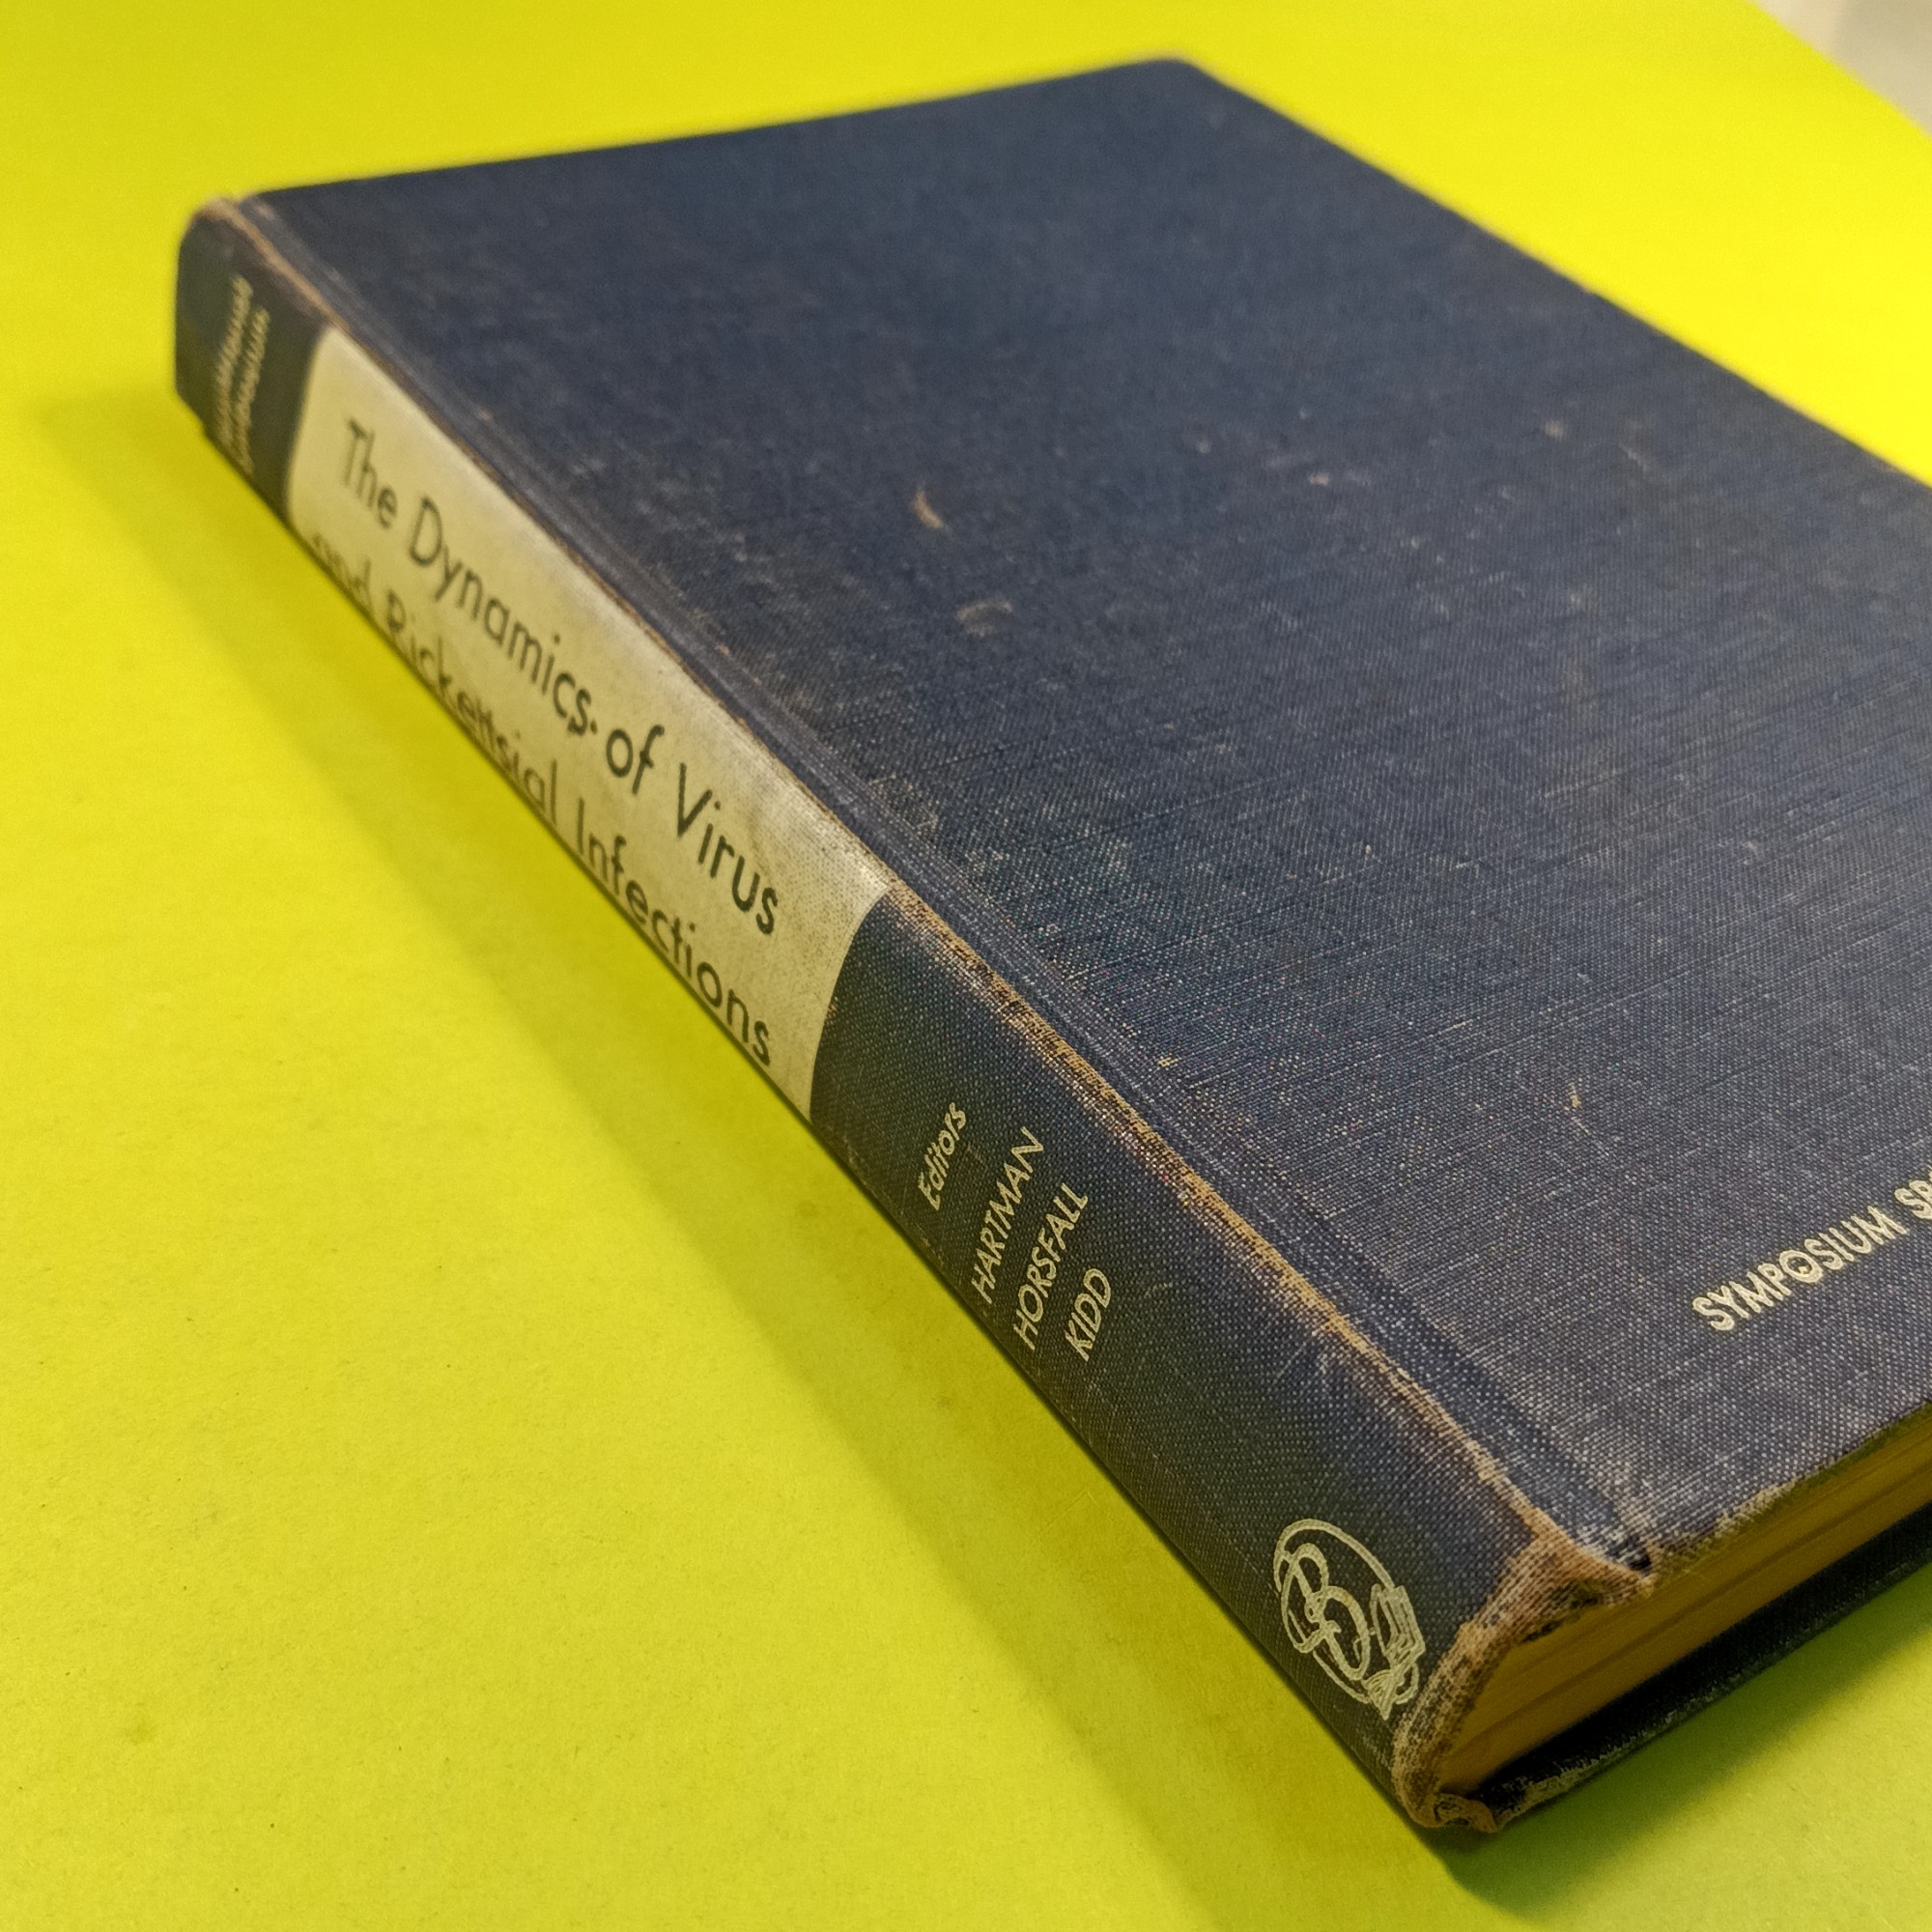 The Dynamics of Virus
and Rickettsial Infections
Editors
HARTMAN
HORSFALL
KIDD
SYMPOSIUM